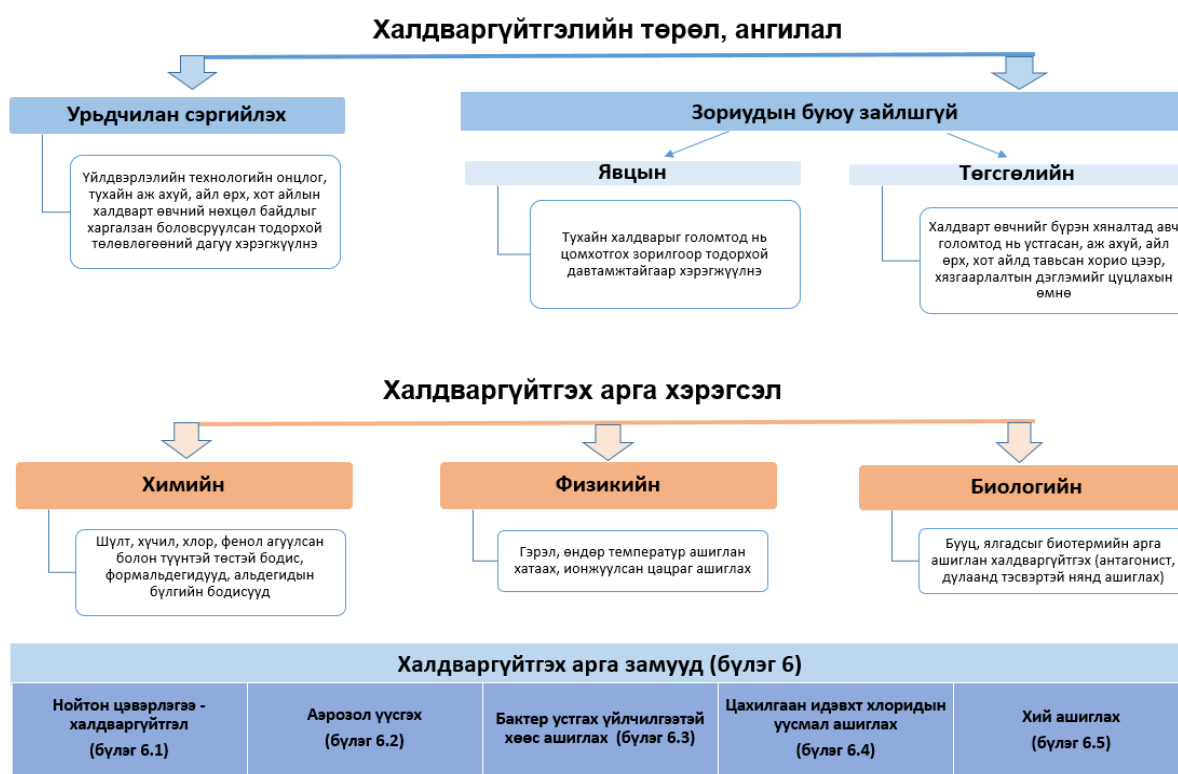 Халдваргүйтгэлийн төрөл, ангилал
Урьдчилан сэргийлэх
Үйлдвэрлэлийн технологийн онцлог,
тухайн аж ахуй, айл өрх, хот айлын
халдварт өвчний нөхцөл байдлыг
харгалзан боловсруулсан тодорхой
төлөвлөгөөний дагуу хэрэгжүүлнэ
Зориудын буюу зайлшгүй
Явцын
Тухайн халдварыг голомтод нь
цомхотгох зорилгоор тодорхой
давтамжтайгаар хэрэгжүүлнэ
Төгсгөлийн
Халдварт өвчнийг бүрэн хяналтад авч
голомтод нь устгасан, аж ахуй, айл
өрх, хот айлд тавьсан хорио цээр,
хязгаарлалтын дэглэмийг цуцлахын
өмнө
Халдваргүйтгэх арга хэрэгсэл
Химийн
Шүлт, хүчил, хлор, фенол агуулсан
болон түүнтэй төстэй бодис,
формальдегидууд, альдегидын
бүлгийн бодисууд
Физикийн
Гэрэл, өндөр температур ашиглан
хатаах, ионжуулсан цацраг ашиглах
Биологийн
Бууц, ялгадсыг биотермийн арга
ашиглан халдваргүйтгэх (антагонист,
дулаанд тэсвэртэй нянд ашиглах)
Халдваргүйтгэх арга замууд (бүлэг 6)
Нойтон цэвэрлэгээ -
халдваргүйтгэл
(бүлэг 6.1)
Аэрозол үүсгэх
(бүлэг 6.2)
Бактер устгах үйлчилгээтэй
хөөс ашиглах (бүлэг 6.3)
Цахилгаан идэвхт хлоридын
уусмал ашиглах
(бүлэг 6.4)
Хий ашиглах
(бүлэг 6.5)